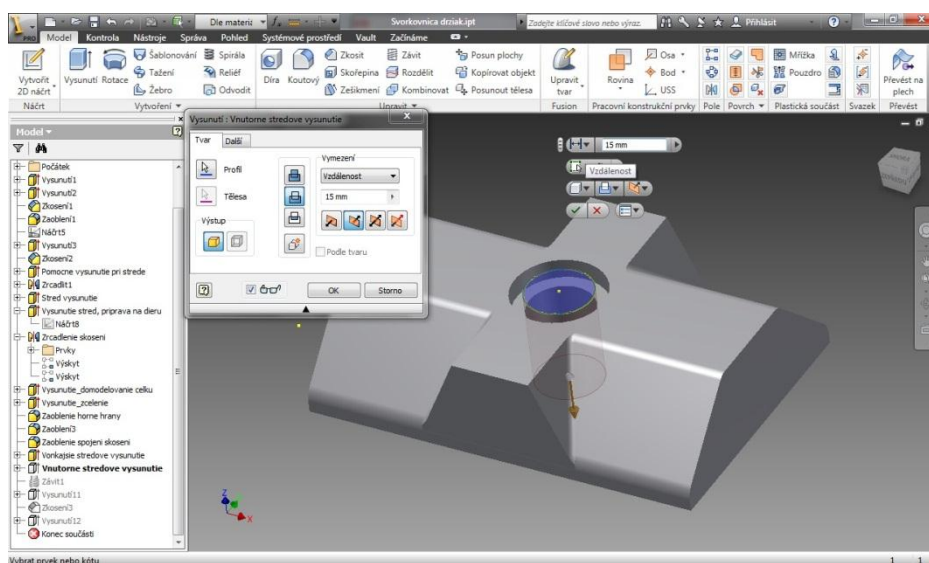 Dle materiá
Svorkovnica drziak.ipt
Zadejte klíčové slovo nebo výraz.
Přihlásit
PRO
Model Kontrola Nástroje Správa Pohled Systémové prostředí Vault Začínáme
Vytvořit 2D náčrt
Vysunutí Rotace
Šablonování
Tažení
Žebro
Spirála
Reliéf
Odvodit
Díra Koutový
Zkosit
Skořepina
Zešikmení
Závit
Rozdělit
Kombinovat
Posun plochy
Kopírovat objekt
Posunout tělesa
Upravit tvar
Rovina
Osa
Bod
USS
Mřížka
Pouzdro
Převést na plech
Náčrt Vytvoření Upravit Fusion Pracovní konstrukční prvky Pole Povrch Plastická součást Svazek Převést
Model
Počátek
Vysunutí1
Vysunutí2
Zkosení1
Zaoblení1
Náčrt5
Vysunutí3
Zkosení2
Pomocne vysunutie pri strede
Zrcadlit1
Stred vysunutie
Vysunutie stred, priprava na dieru
Náčrt8
Zrcadlenie skoseni
Prvky
Výskyt
Výskyt
Vysunutie_domodelovanie celku
Vysunutie_zcelenie
Zaoblenie horne hrany
Zaoblení3
Zaoblenie spojeni skoseni
Vonkajsie stredove vysunutie
Vnutorne stredove vysunutie
Závit1
Vysunutí11
Zkosení3
Vysunutí12
Konec součásti
Vysunutí : Vnutorne stredove vysunutie
Tvar Další
Profil
Tělesa
Výstup
Vymezení
Vzdálenost
15 mm
Podle tvaru
OK Storno
15 mm
Vzdálenost
Z
X
Vybrat prvek nebo kótu.
1 1